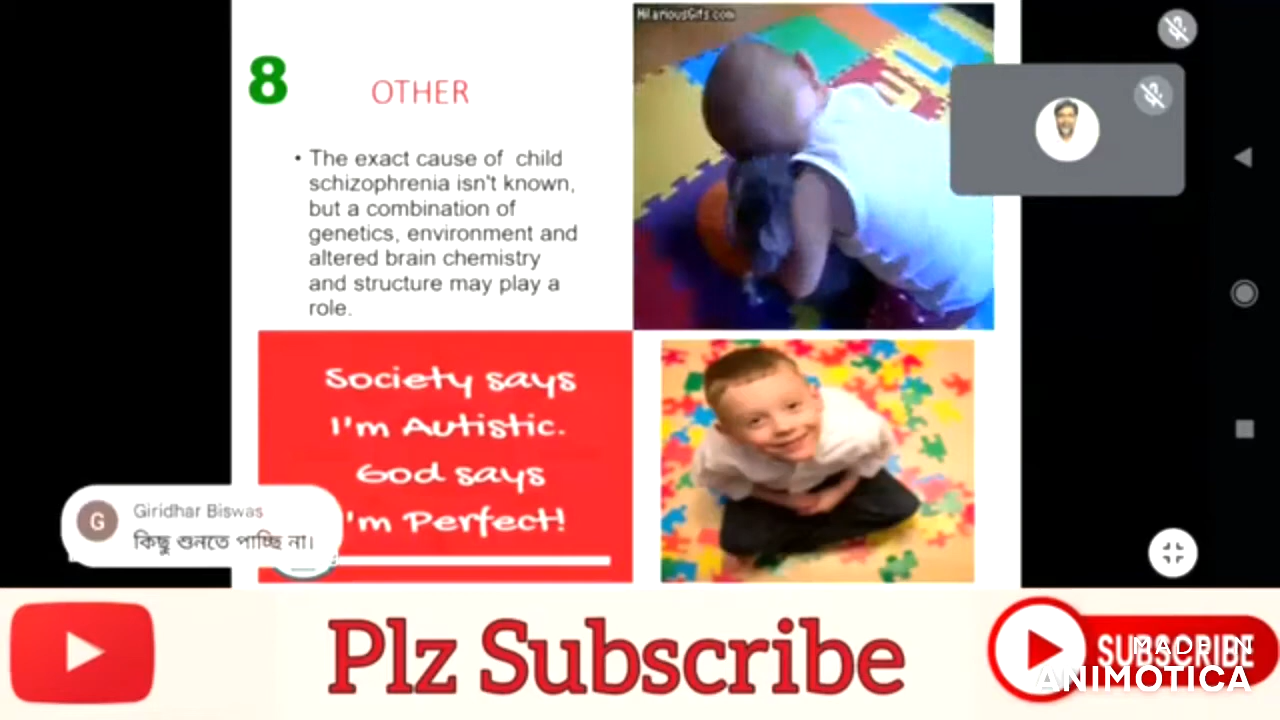 HilariousGifs.com
8
OTHER
• The exact cause of child
schizophrenia isn't known,
but a combination of
genetics, environment and
altered brain chemistry
and structure may play a
role.
Society says
I'm Autistic.
God says
'm Perfect!
G
Giridhar Biswas
কিছু শুনতে পাচ্ছি না।
Plz Subscribe
SUBSCRIBE
MADE IN
ANIMOTICA